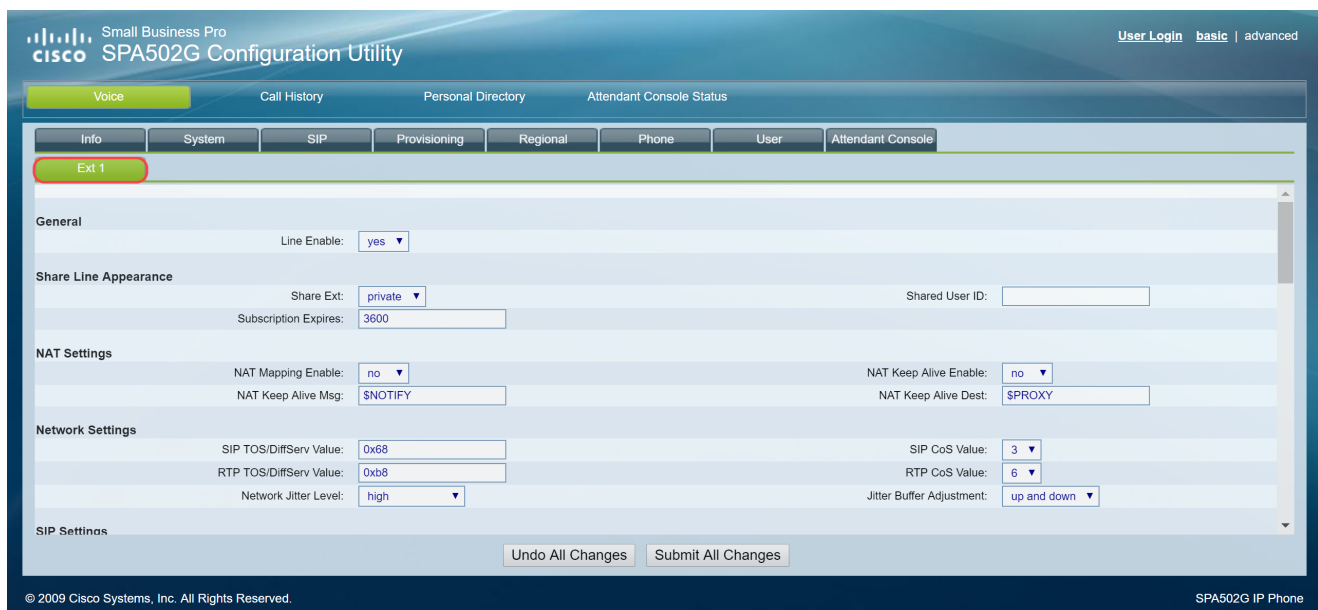 Small Business Pro
cisco SPA502G Configuration Utility
User Login basic | advanced
Voice Call History Personal Directory Attendant Console Status
Info System SIP Provisioning Regional Phone User Attendant Console
Ext 1
General
Line Enable: yes
Share Line Appearance
Share Ext: private Shared User ID:
Subscription Expires: 3600
NAT Settings
NAT Mapping Enable: no NAT Keep Alive Enable: no
NAT Keep Alive Msg: $NOTIFY NAT Keep Alive Dest: $PROXY
Network Settings
SIP TOS/DiffServ Value: 0x68 SIP CoS Value: 3
RTP TOS/DiffServ Value: 0xb8 RTP CoS Value: 6
Network Jitter Level: high Jitter Buffer Adjustment: up and down
SIP Settings
Undo All Changes Submit All Changes
© 2009 Cisco Systems, Inc. All Rights Reserved. SPA502G IP Phone